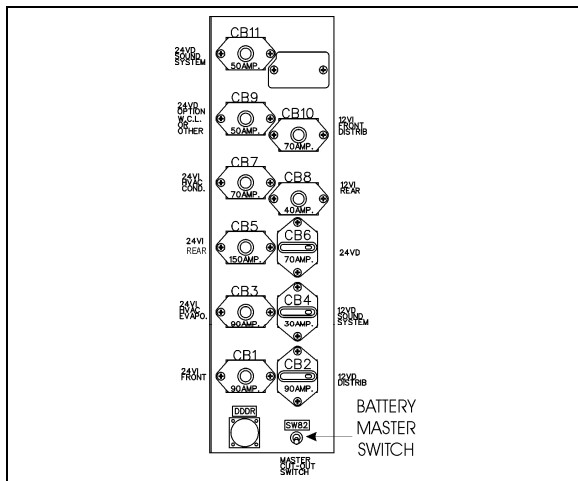 CB11
24VD
SOUND
SYSTEM
50AMP.
CB9
24VD
OPTION
W.C.L.
OR
OTHER
50AMP.
CB10
12VI
FRONT
DISTRIB
70AMP.
CB7
24VI
HVAC
COND.
70AMP.
CB8
12VI
REAR
40AMP.
CB5
24VI
REAR
150AMP.
CB6
24VD
70AMP.
CB3
24VI
HVAC
EVAPO.
90AMP.
CB4
12VD
SOUND
SYSTEM
30AMP.
CB1
24VI
FRONT
90AMP.
CB2
12VD
DISTRIB
90AMP.
DDDR
SW82
BATTERY
MASTER
SWITCH
MASTER
CUT-OUT
SWITCH